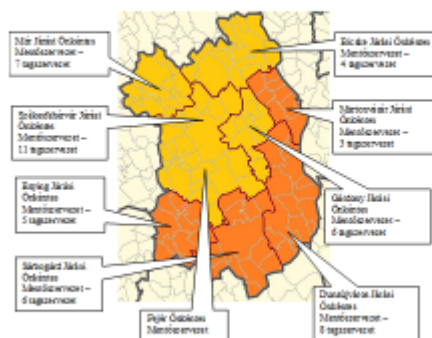 Mór Járási Önkéntes
Mentőszervezet –
7 tagszervezet
Bicske Járási Önkéntes
Mentőszervezet –
4 tagszervezet
Székesfehérvár Járási
Önkéntes
Mentőszervezet –
11 tagszervezet
Martonvásár Járási
Önkéntes
Mentőszervezet –
3 tagszervezet
Enying Járási
Önkéntes
Mentőszervezet –
5 tagszervezet
Gárdony Járási
Önkéntes
Mentőszervezet –
6 tagszervezet
Sárbogárd Járási
Önkéntes
Mentőszervezet –
6 tagszervezet
Fejér Önkéntes
Mentőszervezet
Dunaújváros Járási
Önkéntes
Mentőszervezet –
8 tagszervezet